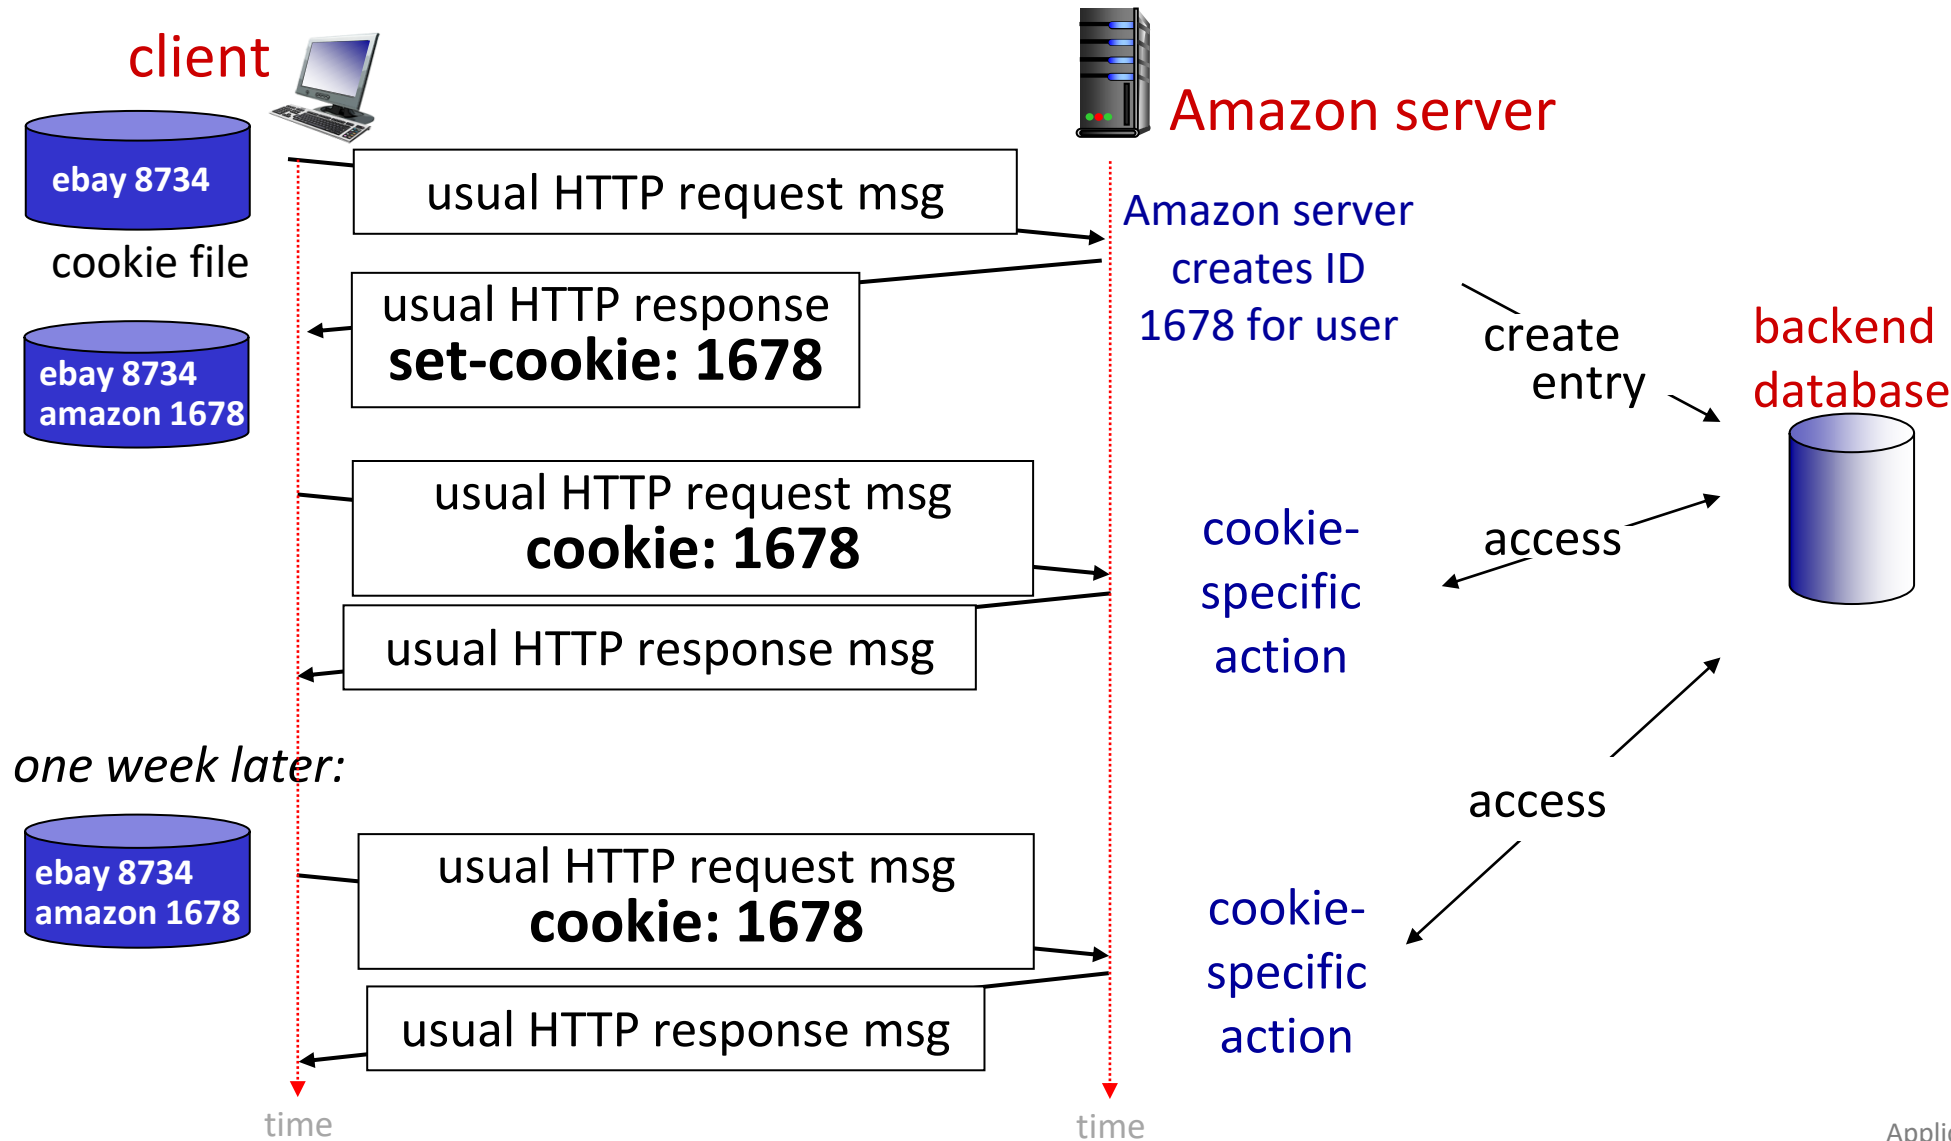 client
Amazon server
ebay 8734
cookie file
usual HTTP request msg
Amazon server
creates ID
1678 for user
usual HTTP response
set-cookie: 1678
create
entry
backend
database
ebay 8734
amazon 1678
usual HTTP request msg
cookie: 1678
cookie-
specific
action
access
usual HTTP response msg
one week later:
access
ebay 8734
amazon 1678
usual HTTP request msg
cookie: 1678
cookie-
specific
action
usual HTTP response msg
time
time